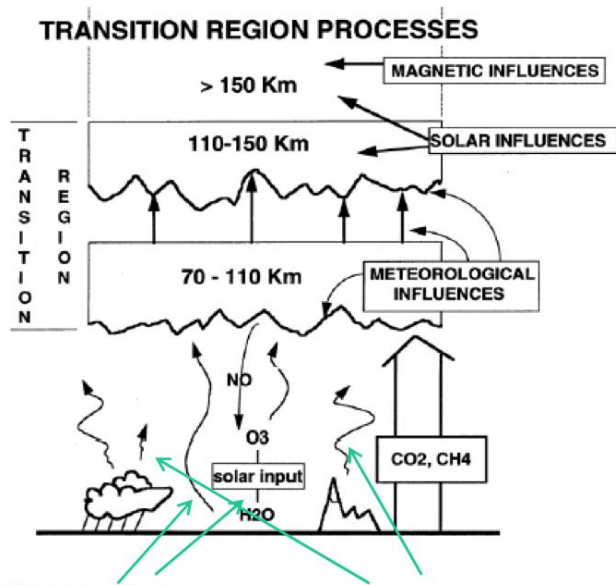 TRANSITION REGION PROCESSES
MAGNETIC INFLUENCES
> 150 Km
SOLAR INFLUENCES
110-150 Km
TRANSITION
REGION
70 - 110 Km
METEOROLOGICAL
INFLUENCES
NO
O3
solar input
H2O
CO2, CH4